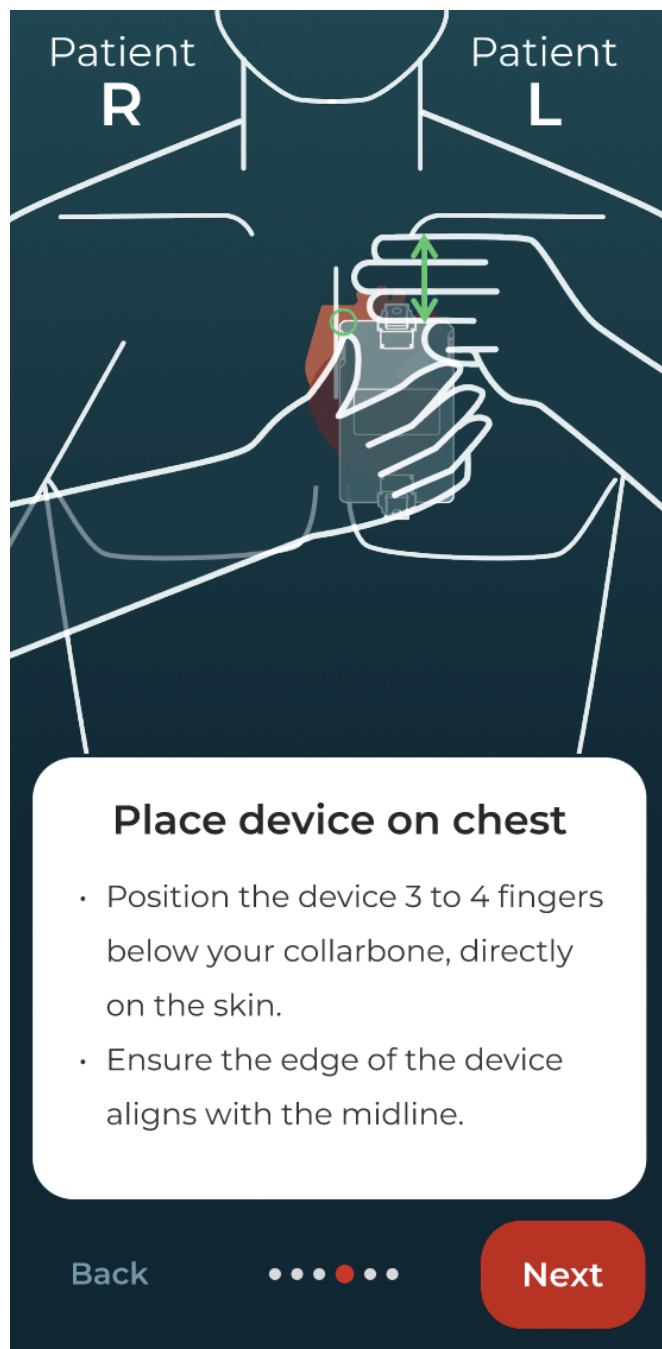 Patient
R
Patient
L
Place device on chest
• Position the device 3 to 4 fingers
below your collarbone, directly
on the skin.
• Ensure the edge of the device
aligns with the midline.
Back
Next